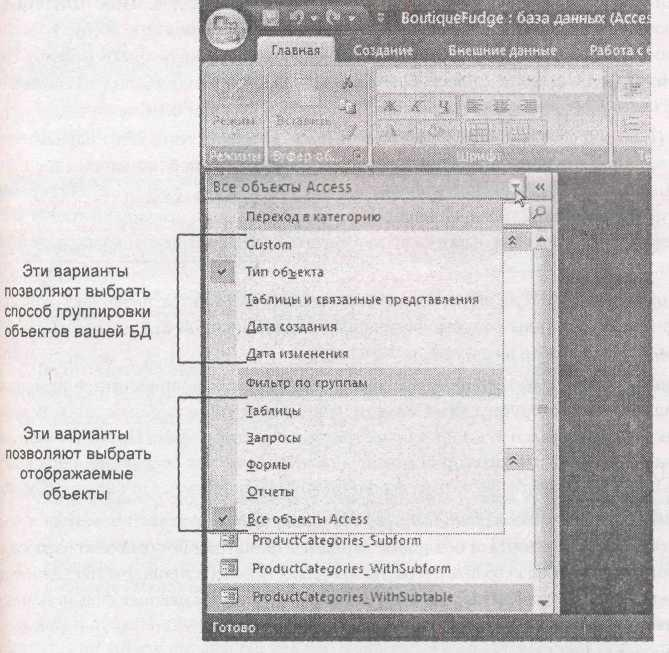 BoutiqueFudge : база данных (Acces
Главная Создание Внешние данные Работа с б
Режим Вставить
Ж К Ч
Режимы Буфер об... Шрифт Те
Все объекты Access
Переход в категорию
Custom
Тип объекта
Таблицы и связанные представления
Дата создания
Дата изменения
Фильтр по группам
Таблицы
Запросы
Формы
Отчеты
Все объекты Access
ProductCategories_Subform
ProductCategories_WithSubform
ProductCategories_WithSubtable
Готово
Эти варианты
позволяют выбрать
способ группировки
объектов вашей БД
Эти варианты
позволяют выбрать
отображаемые
объекты